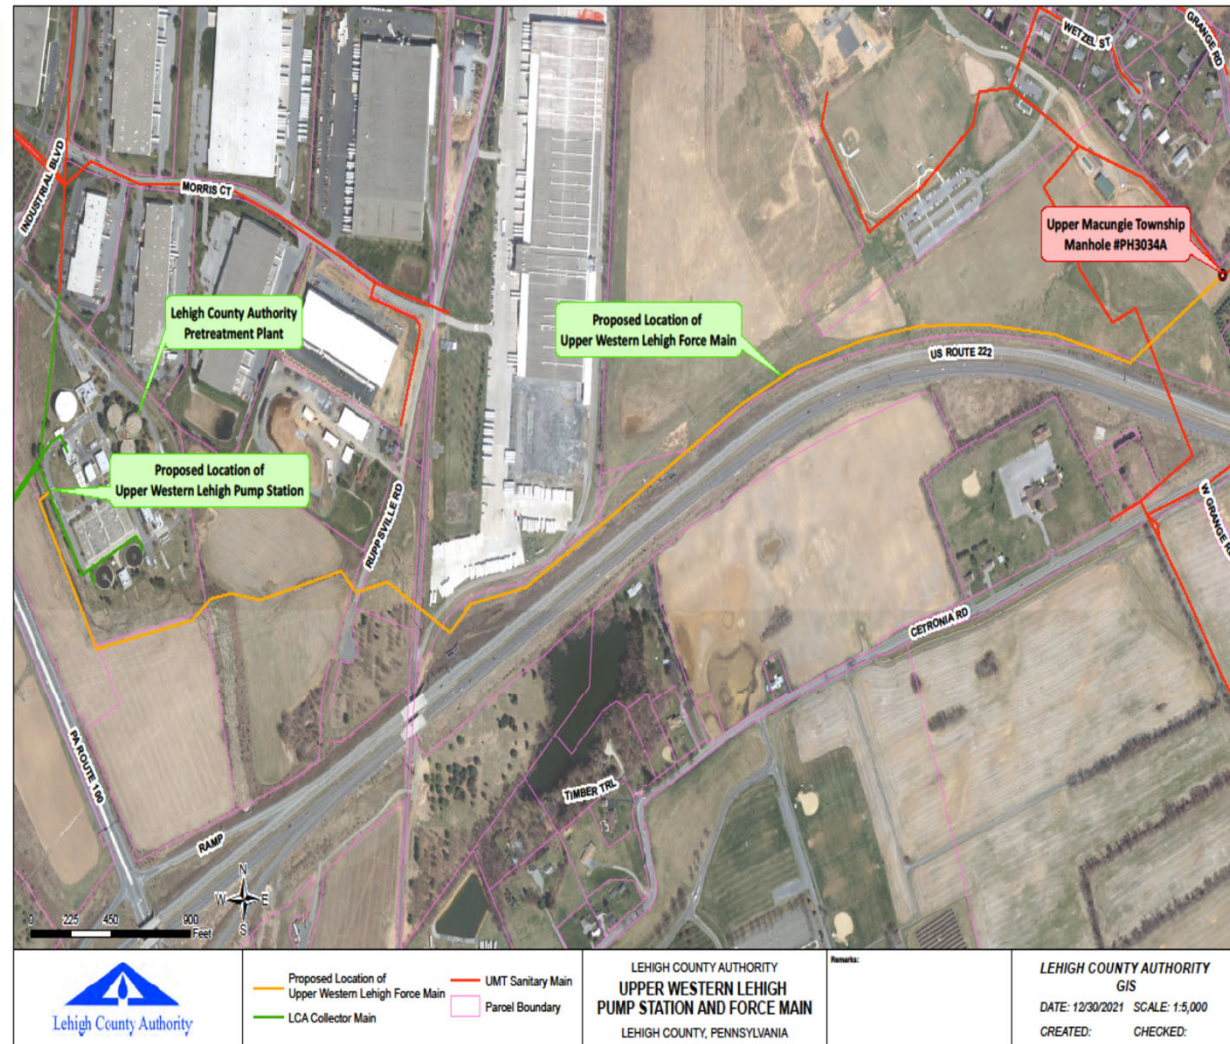 WETZEL ST
GRANGE RD
INDUSTRIAL BLVD
MORRIS CT
Upper Macungie Township
Manhole #PH3034A
Lehigh County Authority
Pretreatment Plant
Proposed Location of
Upper Western Lehigh Force Main
US ROUTE 222
Proposed Location of
Upper Western Lehigh Pump Station
RUPPSVILLE RD
W GRANGE
CETRONIA RD
PA ROUTE 100
TIMBER TRL
RAMP
N
W E
S
0 225 450 900
Feet
Lehigh County Authority
Proposed Location of
Upper Western Lehigh Force Main
LCA Collector Main
UMT Sanitary Main
Parcel Boundary
LEHIGH COUNTY AUTHORITY
UPPER WESTERN LEHIGH
PUMP STATION AND FORCE MAIN
LEHIGH COUNTY, PENNSYLVANIA
Remarks:
LEHIGH COUNTY AUTHORITY
GIS
DATE: 12/30/2021 SCALE: 1:5,000
CREATED: CHECKED: